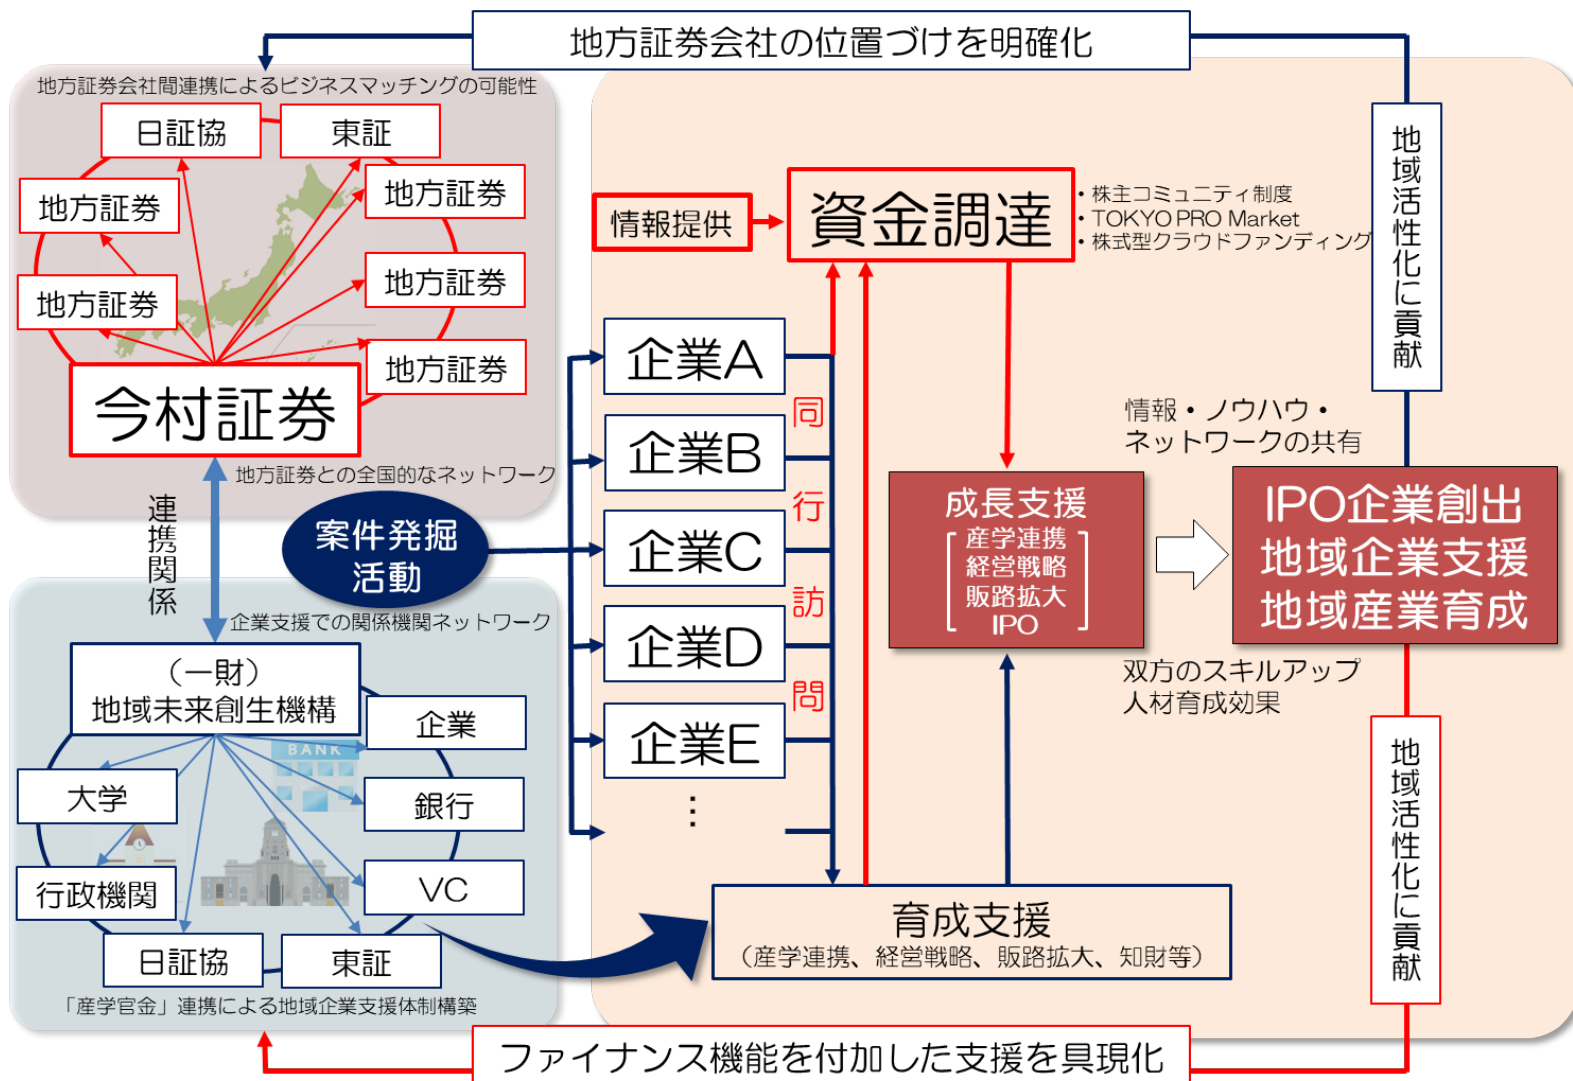 地方証券会社の位置づけを明確化
地方証券会社間連携によるビジネスマッチングの可能性
日証協
東証
地方証券
地方証券
地方証券
地方証券
地方証券
今村証券
地方証券との全国的なネットワーク
連携関係
案件発掘
活動
企業支援での関係機関ネットワーク
(一財)
地域未来創生機構
企業
BANK
大学
銀行
行政機関
VC
日証協
東証
「産学官金」連携による地域企業支援体制構築
情報提供
資金調達
・株主コミュニティ制度
・TOKYO PRO Market
・株式型クラウドファンディング
企業A
企業B
企業C
企業D
企業E
…
同行訪問
成長支援
産学連携
経営戦略
販路拡大
IPO
育成支援
(産学連携、経営戦略、販路拡大、知財等)
情報・ノウハウ・
ネットワークの共有
IPO企業創出
地域企業支援
地域産業育成
双方のスキルアップ
人材育成効果
地域活性化に貢献
地域活性化に貢献
ファイナンス機能を付加した支援を具現化